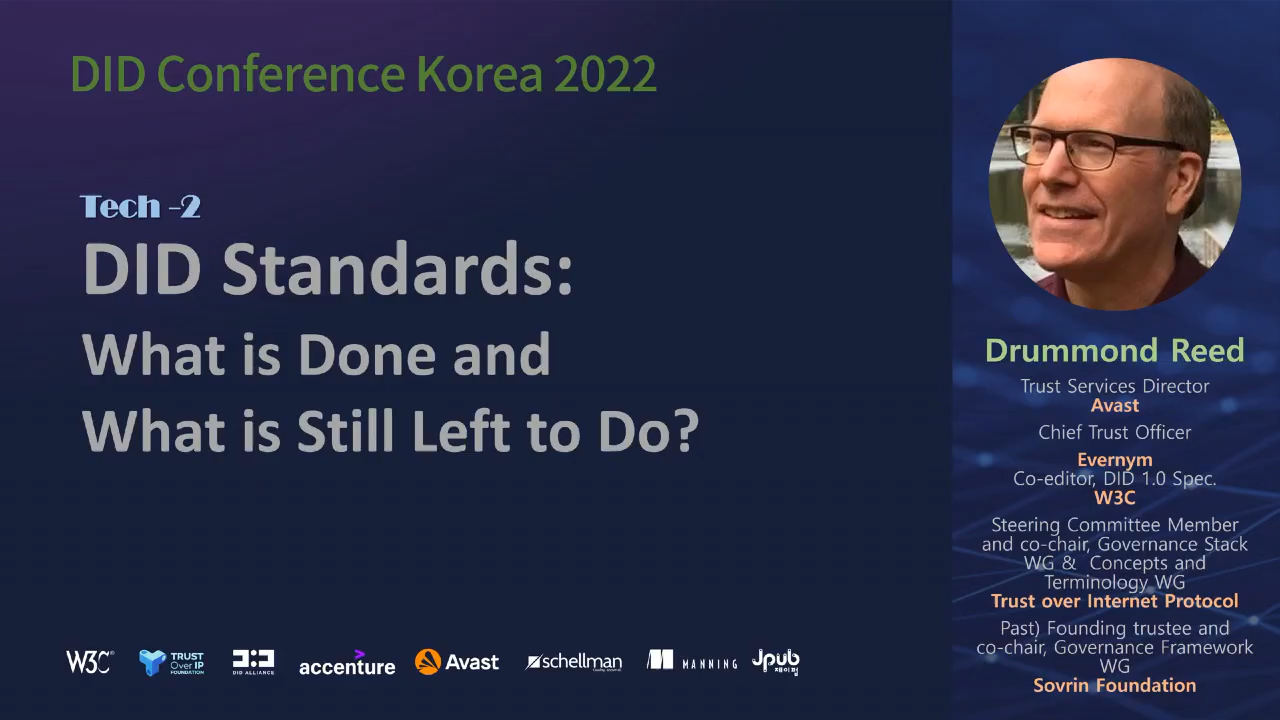 DID Conference Korea 2022
Tech -2
DID Standards:
What is Done and
What is Still Left to Do?
Drummond Reed
Trust Services Director
Avast
Chief Trust Officer
Evernym
Co-editor, DID 1.0 Spec.
W3C
Steering Committee Member
and co-chair, Governance Stack
WG & Concepts and
Terminology WG
Trust over Internet Protocol
Past) Founding trustee and
co-chair, Governance Framework
WG
Sovrin Foundation
W3C®
TRUST
Over IP
FOUNDATION
DID ALLIANCE
accenture
Avast
schellman
MANNING
Jpub
제이펍